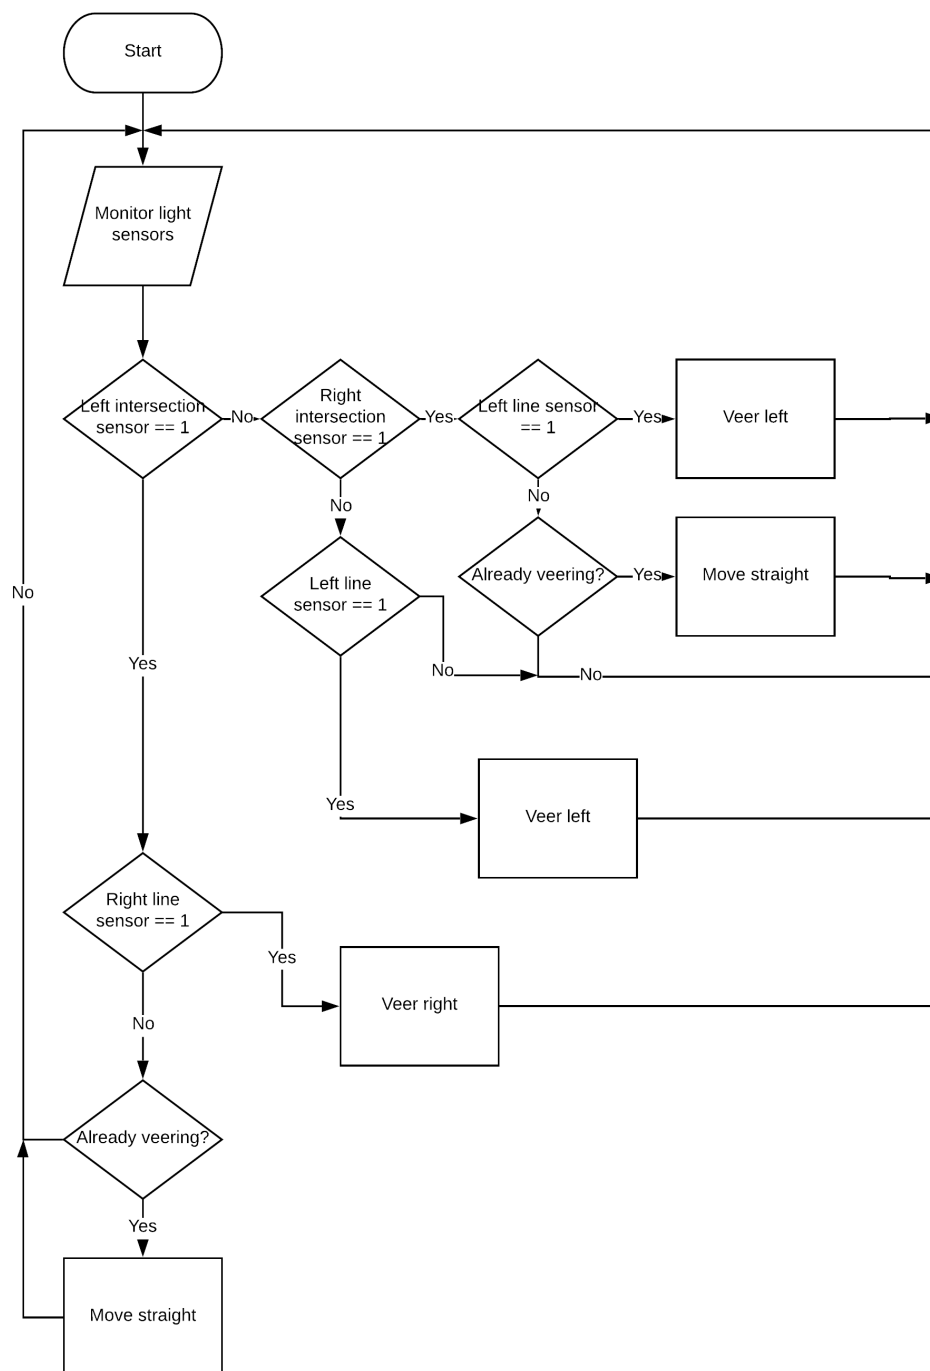 Start
Monitor light
sensors
Left intersection
sensor == 1
No
Right
intersection
sensor == 1
Yes
Left line sensor
== 1
Yes
Veer left
No
No
Already veering?
Yes
Move straight
Left line
sensor == 1
No
No
No
Yes
Yes
Veer left
Right line
sensor == 1
Yes
Veer right
No
Already veering?
Yes
Move straight